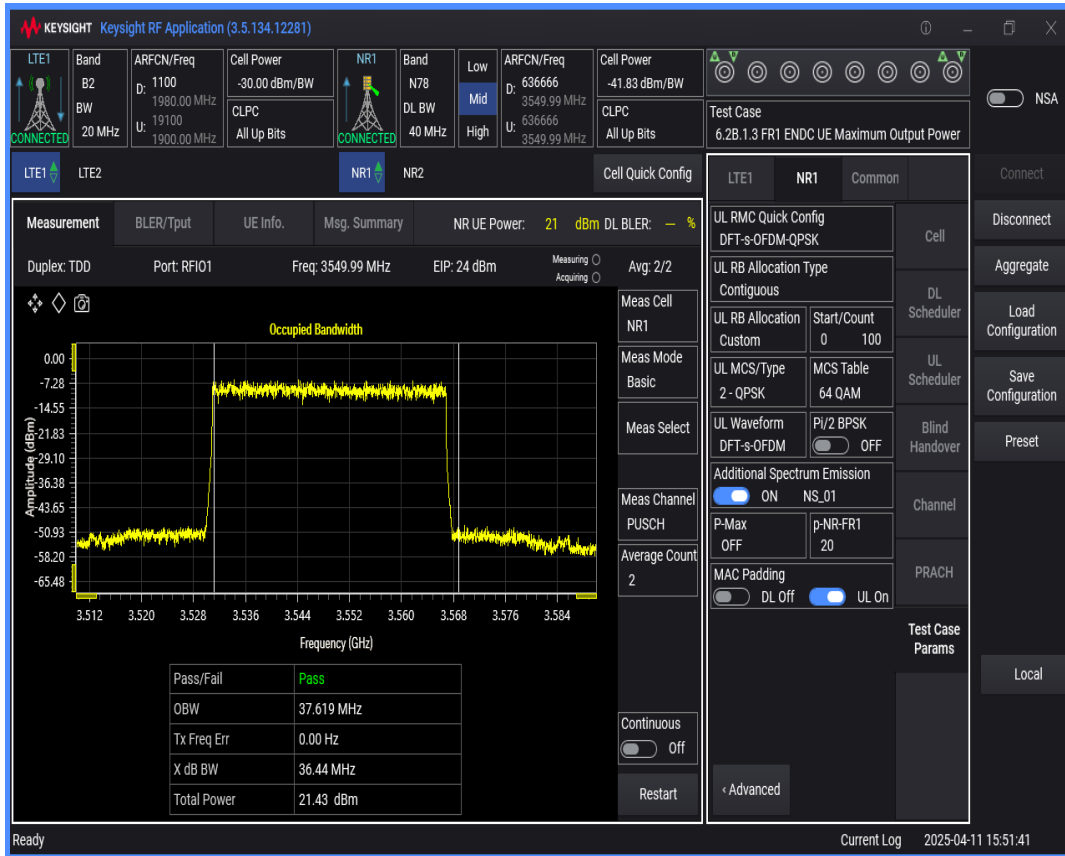 KEYSIGHT Keysight RF Application (3.5.134.12281)
LTE1
CONNECTED
Band
B2
BW
20 MHz
ARFCN/Freq
D: 1100
1980.00 MHz
U: 19100
1900.00 MHz
Cell Power
-30.00 dBm/BW
CLPC
All Up Bits
NR1
CONNECTED
Band
N78
DL BW
40 MHz
Low
Mid
High
ARFCN/Freq
D: 636666
3549.99 MHz
U: 636666
3549.99 MHz
Cell Power
-41.83 dBm/BW
CLPC
All Up Bits
Test Case
6.2B.1.3 FR1 ENDC UE Maximum Output Power
NSA
LTE1 LTE2 NR1 NR2 Cell Quick Config
Measurement BLER/Tput UE Info. Msg. Summary NR UE Power: 21 dBm DL BLER: — %
Duplex: TDD Port: RFIO1 Freq: 3549.99 MHz EIP: 24 dBm Measuring Acquiring Avg: 2/2
Occupied Bandwidth
Amplitude (dBm)
0.00
-7.28
-14.55
-21.83
-29.10
-36.38
-43.65
-50.93
-58.20
-65.48
3.512 3.520 3.528 3.536 3.544 3.552 3.560 3.568 3.576 3.584
Frequency (GHz)
Pass/Fail Pass
OBW 37.619 MHz
Tx Freq Err 0.00 Hz
X dB BW 36.44 MHz
Total Power 21.43 dBm
Meas Cell
NR1
Meas Mode
Basic
Meas Select
Meas Channel
PUSCH
Average Count
2
Continuous
Off
Restart
LTE1 NR1 Common
UL RMC Quick Config
DFT-s-OFDM-QPSK
UL RB Allocation Type
Contiguous
UL RB Allocation
Custom
Start/Count
0 100
UL MCS/Type
2 - QPSK
MCS Table
64 QAM
UL Waveform
DFT-s-OFDM
Pi/2 BPSK
OFF
Additional Spectrum Emission
ON NS_01
P-Max
OFF
p-NR-FR1
20
MAC Padding
DL Off UL On
‹ Advanced
Cell
DL
Scheduler
UL
Scheduler
Blind
Handover
Channel
PRACH
Test Case
Params
Connect
Disconnect
Aggregate
Load
Configuration
Save
Configuration
Preset
Local
Ready Current Log 2025-04-11 15:51:41